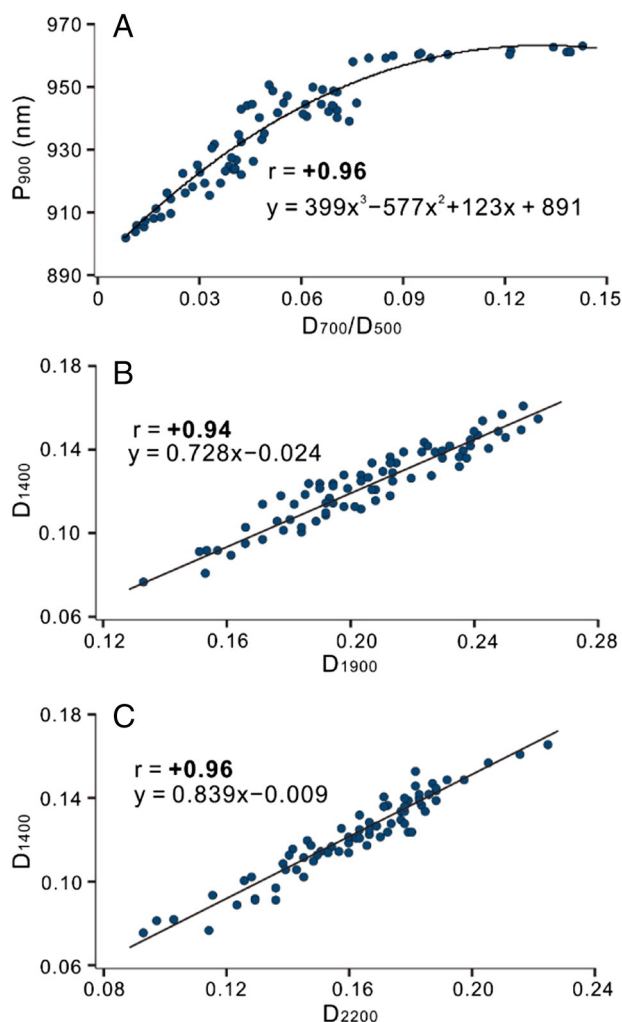 A
970
950
930
910
890
P900 (nm)
r = +0.96
y = 399x³−577x²+123x + 891
0
0.03
0.06
0.09
0.12
0.15
D700/D500
B
0.18
0.14
0.10
0.06
D1400
r = +0.94
y = 0.728x−0.024
0.12
0.16
0.20
0.24
0.28
D1900
C
0.18
0.14
0.10
0.06
D1400
r = +0.96
y = 0.839x−0.009
0.08
0.12
0.16
0.20
0.24
D2200